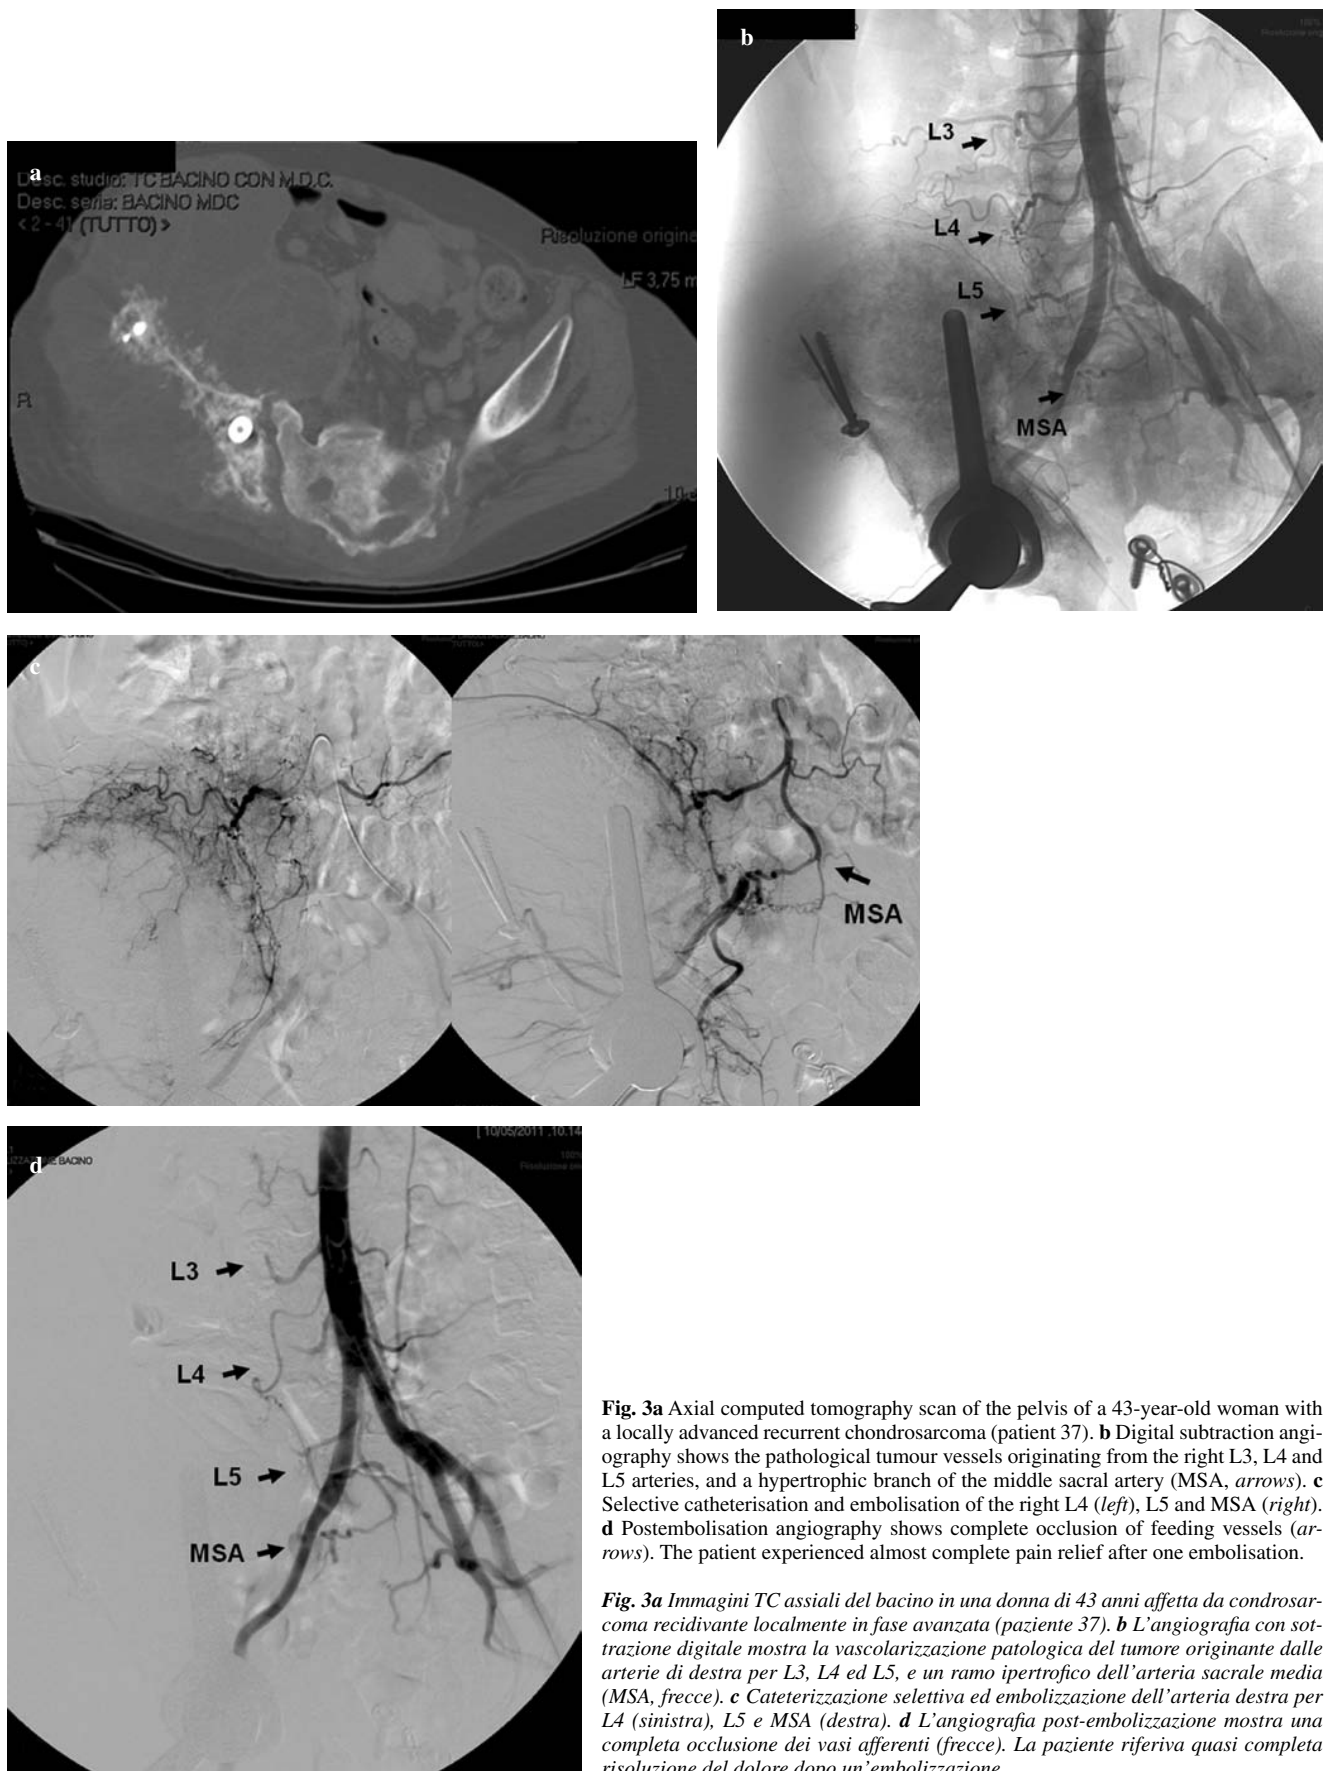 a
Desc. studio: TC BACINO CON M.D.C.
Desc. seria: BACINO MDC
< 2 - 41 (TUTTO) >
Risoluzione origine
LF 3,75 m
R
b
L3
L4
L5
MSA
c
MSA
d
10/05/2011 ,10.14
BACINO
L3
L4
L5
MSA
Fig. 3a Axial computed tomography scan of the pelvis of a 43-year-old woman with
a locally advanced recurrent chondrosarcoma (patient 37). b Digital subtraction angi-
ography shows the pathological tumour vessels originating from the right L3, L4 and
L5 arteries, and a hypertrophic branch of the middle sacral artery (MSA, arrows). c
Selective catheterisation and embolisation of the right L4 (left), L5 and MSA (right).
d Postembolisation angiography shows complete occlusion of feeding vessels (ar-
rows). The patient experienced almost complete pain relief after one embolisation.
Fig. 3a Immagini TC assiali del bacino in una donna di 43 anni affetta da condrosar-
coma recidivante localmente in fase avanzata (paziente 37). b L'angiografia con sot-
trazione digitale mostra la vascolarizzazione patologica del tumore originante dalle
arterie di destra per L3, L4 ed L5, e un ramo ipertrofico dell'arteria sacrale media
(MSA, frecce). c Cateterizzazione selettiva ed embolizzazione dell'arteria destra per
L4 (sinistra), L5 e MSA (destra). d L'angiografia post-embolizzazione mostra una
completa occlusione dei vasi afferenti (frecce). La paziente riferiva quasi completa
risoluzione del dolore dopo un'embolizzazione.